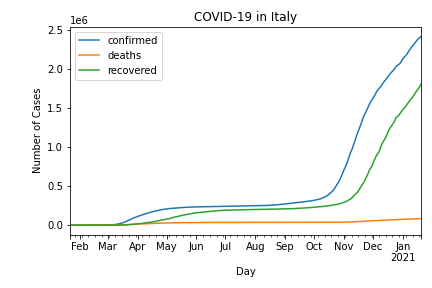 COVID-19 in Italy
1e6
2.5
2.0
1.5
1.0
0.5
0.0
Number of Cases
confirmed
deaths
recovered
Feb Mar Apr May Jun Jul Aug Sep Oct Nov Dec Jan
2021
Day